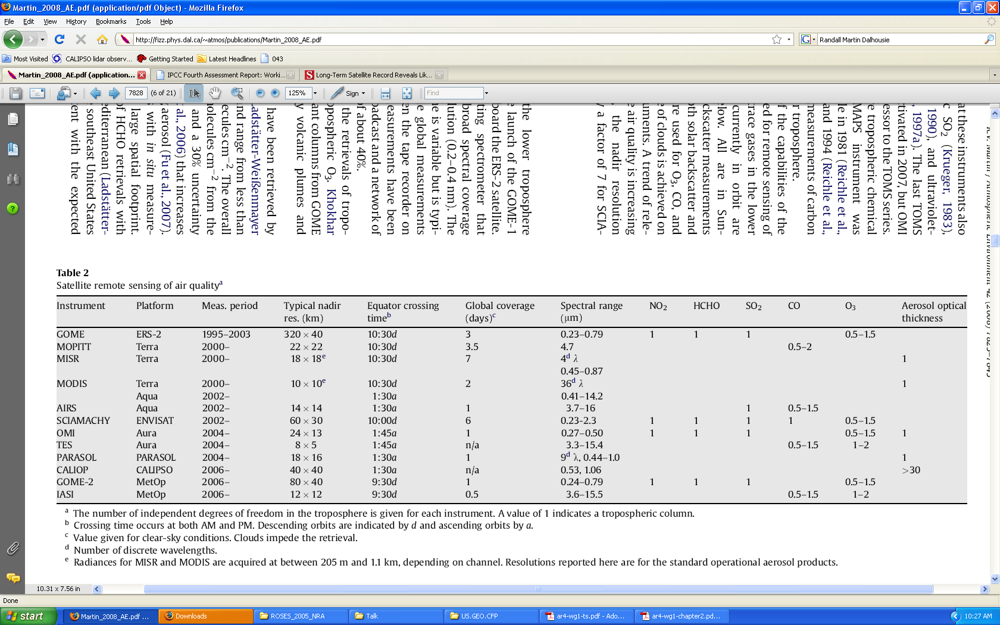 Martin_2008_AE.pdf (application/pdf Object) - Mozilla Firefox
File Edit View History Bookmarks Tools Help
http://fizz.phys.dal.ca/~atmos/publications/Martin_2008_AE.pdf
Randall Martin Dalhousie
Most Visited CALIPSO lidar observ... Getting Started Latest Headlines 043
Martin_2008_AE.pdf (application... IPCC Fourth Assessment Report: Worki... Long-Term Satellite Record Reveals Lik...
7828 (6 of 21) 125% Sign Find
at these instruments also
c SO₂ (Krueger, 1983),
1990), and ultraviolet-
, 1997a). The last TOMS
tivated in 2007, but OMI
essor to the TOMS series.
e tropospheric chemical
MAPS instrument was
le in 1981 (Reichle et al.,
and 1994 (Reichle et al.,
measurements of carbon
r troposphere.
f the capabilities of the
ed for remote sensing of
race gases in the lower
currently in orbit are
elow. All are in Sun-
ckscatter measurements
oth solar backscatter and
re used for O₃, CO, and
e of clouds is achieved on
uments. A trend of rele-
e air quality is increasing
, the nadir resolution
y a factor of 7 for SCIA-
the lower troposphere
e launch of the GOME-1
board the ERS-2 satellite.
ting spectrometer that
broad spectral coverage
lution (0.2–0.4 nm). The
ne is variable but is typi-
e global measurements
en the tape recorder on
easurements have been
oadcast and a network of
of about 40%.
the retrievals of tropo-
ospheric O₃. Khokhar
ant columns from GOME
y volcanic plumes and
have been retrieved by
Ladstätter-Weißenmayer
nd range from less than
ecules cm⁻². The overall
olecules cm⁻² from the
and a 30% uncertainty
al., 2006) that increases
aerosol (Fu et al., 2007).
s with in situ measure-
large spatial footprint.
of HCHO retrievals with
editerranean (Ladstätter-
southeast United States
ent with the expected
Table 2
Satellite remote sensing of air quality^a
Instrument Platform Meas. period Typical nadir res. (km) Equator crossing time^b Global coverage (days)^c Spectral range (μm) NO₂ HCHO SO₂ CO O₃ Aerosol optical thickness
GOME ERS-2 1995–2003 320 × 40 10:30d 3 0.23–0.79 1 1 1 0.5–1.5
MOPITT Terra 2000– 22 × 22 10:30d 3.5 4.7 0.5–2
MISR Terra 2000– 18 × 18^e 10:30d 7 4^d λ 1
0.45–0.87
MODIS Terra 2000– 10 × 10^e 10:30d 2 36^d λ 1
Aqua 2002– 1:30a 0.41–14.2
AIRS Aqua 2002– 14 × 14 1:30a 1 3.7–16 1 0.5–1.5
SCIAMACHY ENVISAT 2002– 60 × 30 10:00d 6 0.23-2.3 1 1 1 1 0.5–1.5
OMI Aura 2004– 24 × 13 1:45a 1 0.27–0.50 1 1 1 0.5–1.5 1
TES Aura 2004– 8 × 5 1:45a n/a 3.3–15.4 0.5–1.5 1–2
PARASOL PARASOL 2004– 18 × 16 1:30a 1 9^d λ, 0.44–1.0 1
CALIOP CALIPSO 2006– 40 × 40 1:30a n/a 0.53, 1.06 >30
GOME-2 MetOp 2006– 80 × 40 9:30d 1 0.24–0.79 1 1 1 0.5–1.5
IASI MetOp 2006– 12 × 12 9:30d 0.5 3.6–15.5 0.5–1.5 1–2
^a The number of independent degrees of freedom in the troposphere is given for each instrument. A value of 1 indicates a tropospheric column.
^b Crossing time occurs at both AM and PM. Descending orbits are indicated by d and ascending orbits by a.
^c Value given for clear-sky conditions. Clouds impede the retrieval.
^d Number of discrete wavelengths.
^e Radiances for MISR and MODIS are acquired at between 205 m and 1.1 km, depending on channel. Resolutions reported here are for the standard operational aerosol products.
10.31 x 7.56 in
Done
start Martin_2008_AE.pdf ... Downloads ROSES_2005_NRA Talk US.GEO.CFP ar4-wg1-ts.pdf - Ado... ar4-wg1-chapter2.pd... 10:27 AM